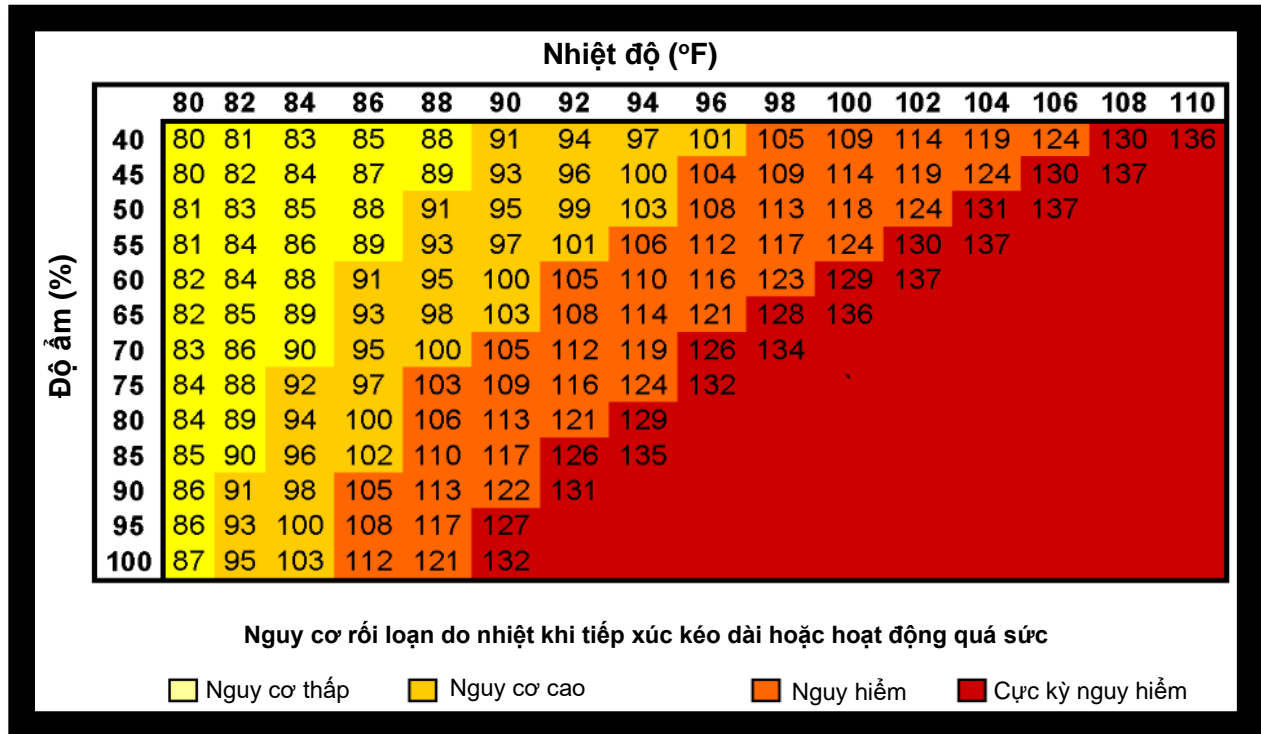 Nhiệt độ (°F)
80 82 84 86 88 90 92 94 96 98 100 102 104 106 108 110
Độ ẩm (%)
40 80 81 83 85 88 91 94 97 101 105 109 114 119 124 130 136
45 80 82 84 87 89 93 96 100 104 109 114 119 124 130 137
50 81 83 85 88 91 95 99 103 108 113 118 124 131 137
55 81 84 86 89 93 97 101 106 112 117 124 130 137
60 82 84 88 91 95 100 105 110 116 123 129 137
65 82 85 89 93 98 103 108 114 121 128 136
70 83 86 90 95 100 105 112 119 126 134
75 84 88 92 97 103 109 116 124 132
80 84 89 94 100 106 113 121 129
85 85 90 96 102 110 117 126 135
90 86 91 98 105 113 122 131
95 86 93 100 108 117 127
100 87 95 103 112 121 132
Nguy cơ rối loạn do nhiệt khi tiếp xúc kéo dài hoặc hoạt động quá sức
Nguy cơ thấp Nguy cơ cao Nguy hiểm Cực kỳ nguy hiểm